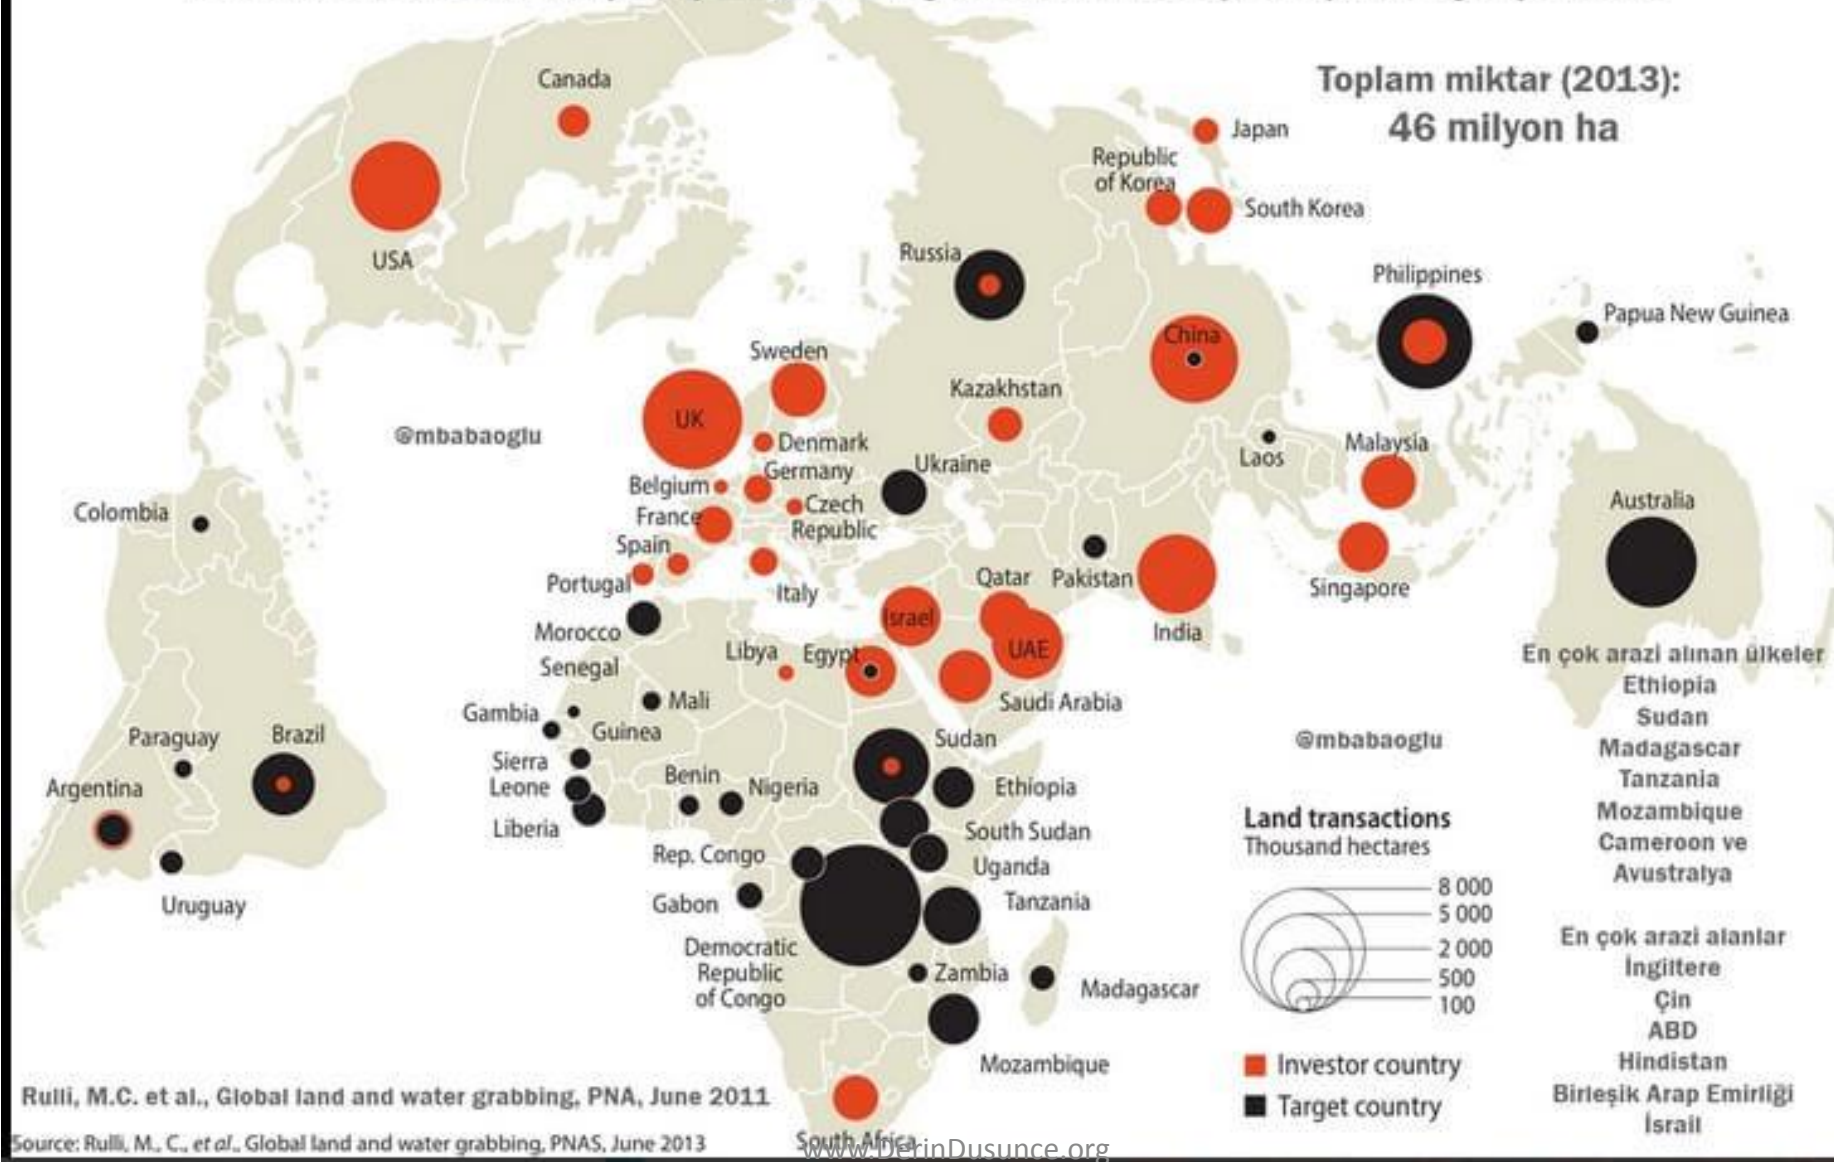 Toplam miktar (2013):
46 milyon ha
Canada
USA
Japan
Republic
of Korea
South Korea
Russia
Philippines
Papua New Guinea
China
Sweden
Kazakhstan
UK
@mbabaoglu
Denmark
Germany
Ukraine
Laos
Malaysia
Belgium
Czech
Republic
France
Colombia
Australia
Spain
Portugal
Italy
Qatar
Pakistan
Singapore
Israel
India
UAE
Morocco
Libya
Egypt
Senegal
Saudi Arabia
Mali
Gambia
Guinea
Paraguay
Brazil
Sudan
@mbabaoglu
Sierra
Leone
Benin
Nigeria
Ethiopia
Argentina
Liberia
South Sudan
Rep. Congo
Uganda
Gabon
Tanzania
Uruguay
Democratic
Republic
of Congo
Zambia
Madagascar
Mozambique
South Africa
En çok arazi alınan ülkeler
Ethiopia
Sudan
Madagascar
Tanzania
Mozambique
Cameroon ve
Avustralya
En çok arazi alanlar
İngiltere
Çin
ABD
Hindistan
Birleşik Arap Emirliği
İsrail
Land transactions
Thousand hectares
8 000
5 000
2 000
500
100
Investor country
Target country
Rulli, M.C. et al., Global land and water grabbing, PNA, June 2011
Source: Rulli, M., C., et al., Global land and water grabbing, PNAS, June 2013
www.DerinDusunce.org